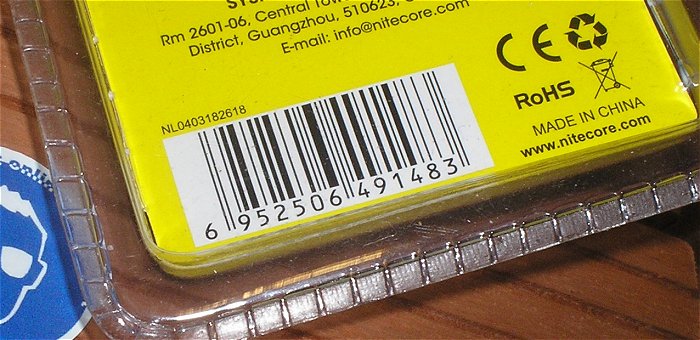 Rm 2601-06, Central
District, Guangzhou, 510623,
E-mail: info@nitecore.com
CE
RoHS
MADE IN CHINA
www.nitecore.com
NL0403182618
6 952506 491483
online